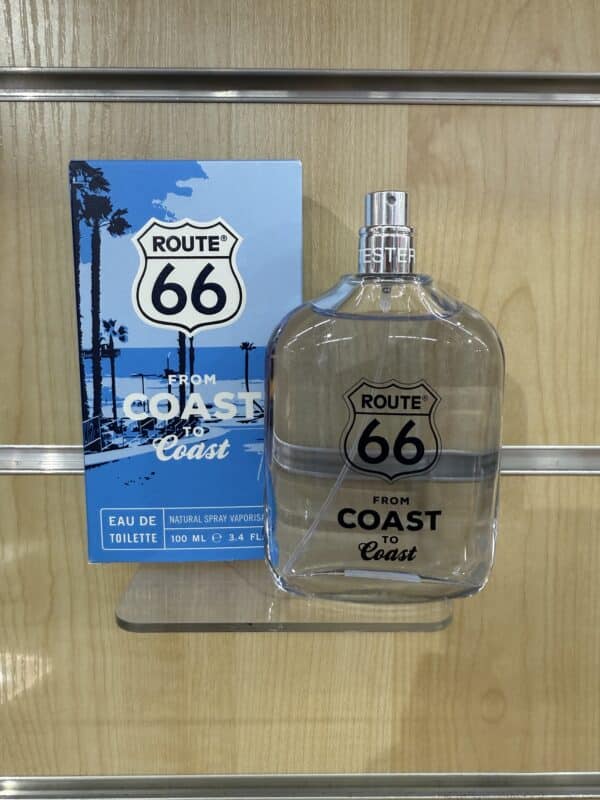 ROUTE®
66
FROM
COAST
TO
Coast
EAU DE
TOILETTE
NATURAL SPRAY
100 ML ℮ 3.4 FL
ESTER
ROUTE®
66
FROM
COAST
TO
Coast